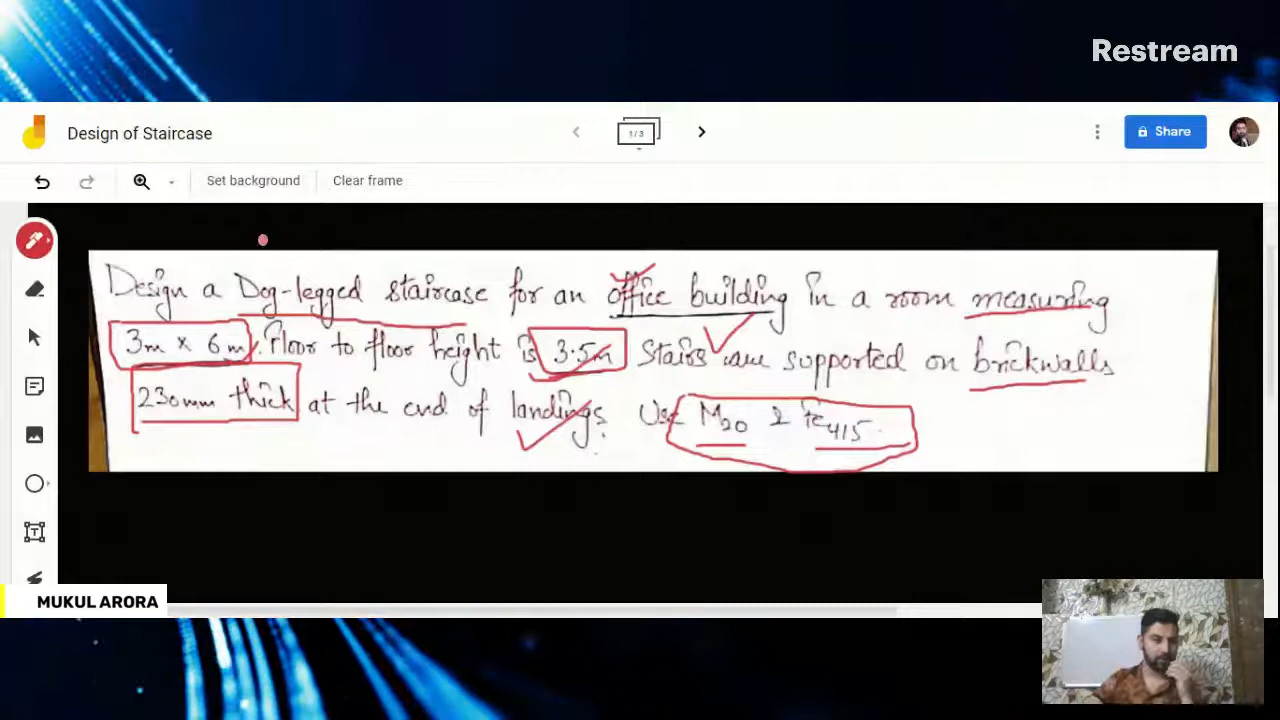 Restream
Design of Staircase
1/3
Share
Set background
Clear frame
Design a Dog-legged staircase for an office building in a room measuring
3m x 6m. Floor to floor height is 3.5m Stairs are supported on brickwalls
230mm thick at the end of landings. Use M20 & Fe415.
MUKUL ARORA